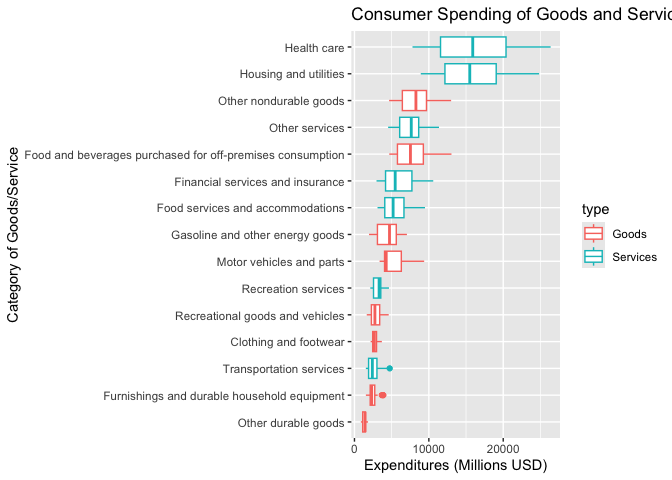 Consumer Spending of Goods and Servic
Health care
Housing and utilities
Other nondurable goods
Other services
Food and beverages purchased for off-premises consumption
Financial services and insurance
Food services and accommodations
Gasoline and other energy goods
Motor vehicles and parts
Recreation services
Recreational goods and vehicles
Clothing and footwear
Transportation services
Furnishings and durable household equipment
Other durable goods
Category of Goods/Service
0 10000 20000
Expenditures (Millions USD)
type
Goods
Services